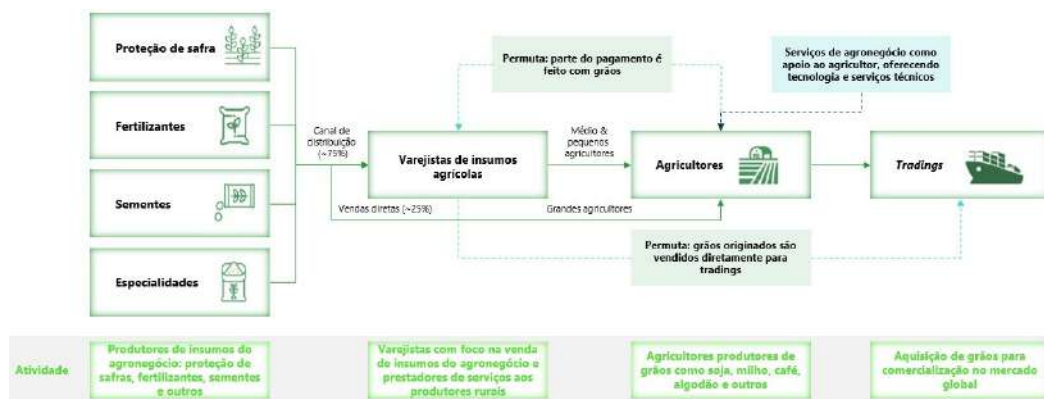 Proteção de safra
Fertilizantes
Sementes
Especialidades
Canal de
distribuição
(~75%)
Vendas diretas (~25%)
Varejistas de insumos
agrícolas
Permuta: parte do pagamento é
feito com grãos
Médio &
pequenos
agricultores
Grandes agricultores
Serviços de agronegócio como
apoio ao agricultor, oferecendo
tecnologia e serviços técnicos
Agricultores
Tradings
Permuta: grãos originados são
vendidos diretamente para
tradings
Atividade
Produtores de insumos do
agronegócio: proteção de
safras, fertilizantes, sementes
e outros
Varejistas com foco na venda
de insumos do agronegócio e
prestadores de serviços aos
produtores rurais
Agricultores produtores de
grãos como soja, milho, café,
algodão e outros
Aquisição de grãos para
comercialização no mercado
global